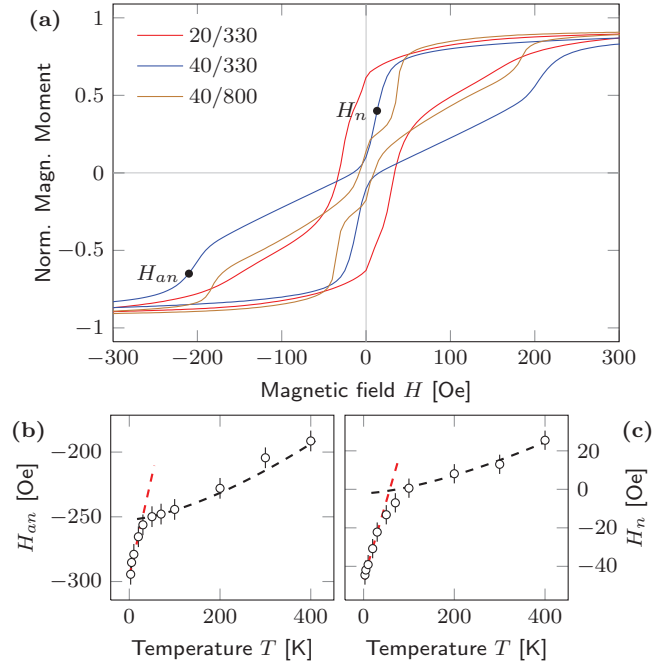 (a)
1
0.5
0
−0.5
−1
Norm. Magn. Moment
20/330
40/330
40/800
H_n
H_an
−300 −200 −100 0 100 200 300
Magnetic field H [Oe]
(b)
−200
−250
−300
H_an [Oe]
0 200 400
Temperature T [K]
(c)
20
0
−20
−40
H_n [Oe]
0 200 400
Temperature T [K]